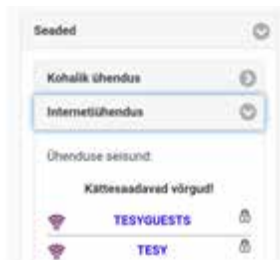 Seaded
Kohalik ühendus
Internetiühendus
Ühenduse seisund:
Kättesaadavad võrgud!
TESYGUESTS
TESY